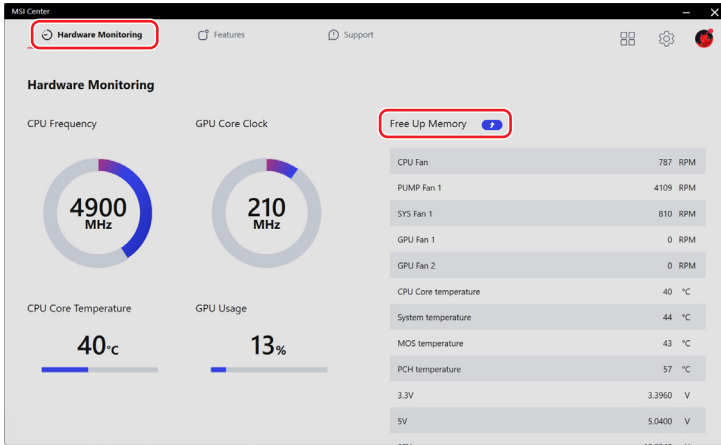 MSI Center
Hardware Monitoring
Features
Support
Hardware Monitoring
CPU Frequency
GPU Core Clock
4900
MHz
210
MHz
CPU Core Temperature
GPU Usage
40°C
13%
Free Up Memory
CPU Fan 787 RPM
PUMP Fan 1 4109 RPM
SYS Fan 1 810 RPM
GPU Fan 1 0 RPM
GPU Fan 2 0 RPM
CPU Core temperature 40 °C
System temperature 44 °C
MOS temperature 43 °C
PCH temperature 57 °C
3.3V 3.3960 V
5V 5.0400 V